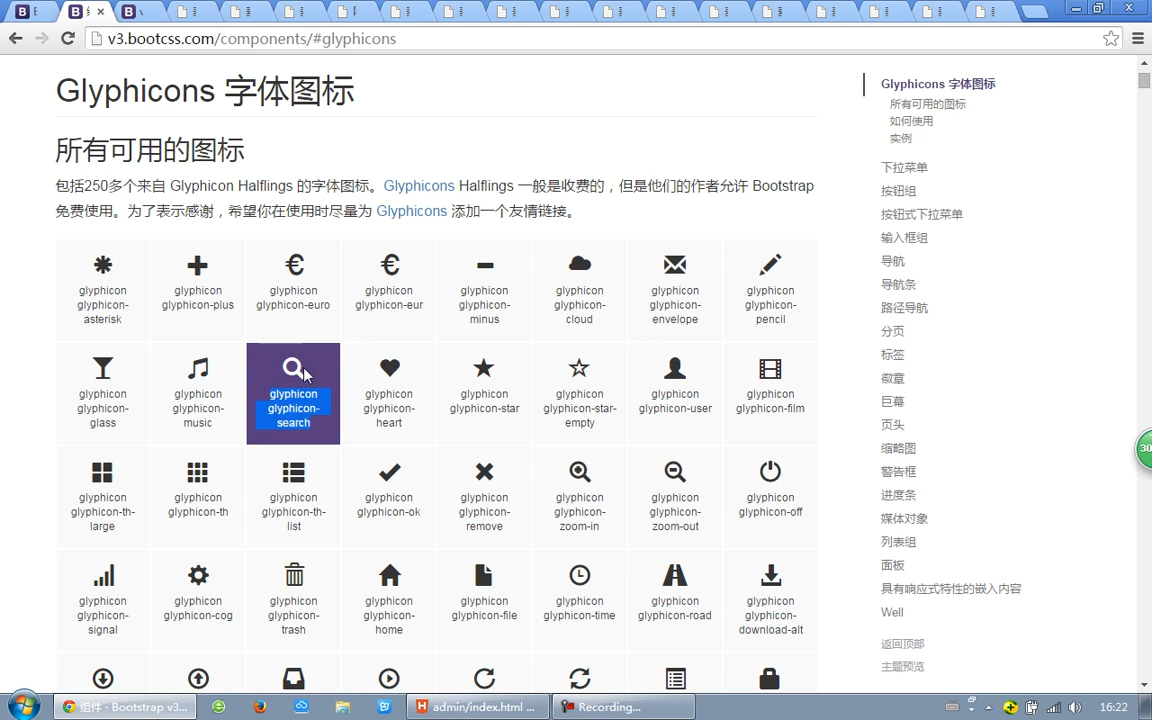 v3.bootcss.com/components/#glyphicons
Glyphicons 字体图标
所有可用的图标
包括250多个来自 Glyphicon Halflings 的字体图标。Glyphicons Halflings 一般是收费的，但是他们的作者允许 Bootstrap
免费使用。为了表示感谢，希望你在使用时尽量为 Glyphicons 添加一个友情链接。
glyphicon glyphicon-asterisk
glyphicon glyphicon-plus
glyphicon glyphicon-euro
glyphicon glyphicon-eur
glyphicon glyphicon-minus
glyphicon glyphicon-cloud
glyphicon glyphicon-envelope
glyphicon glyphicon-pencil
glyphicon glyphicon-glass
glyphicon glyphicon-music
glyphicon glyphicon-search
glyphicon glyphicon-heart
glyphicon glyphicon-star
glyphicon glyphicon-star-empty
glyphicon glyphicon-user
glyphicon glyphicon-film
glyphicon glyphicon-th-large
glyphicon glyphicon-th
glyphicon glyphicon-th-list
glyphicon glyphicon-ok
glyphicon glyphicon-remove
glyphicon glyphicon-zoom-in
glyphicon glyphicon-zoom-out
glyphicon glyphicon-off
glyphicon glyphicon-signal
glyphicon glyphicon-cog
glyphicon glyphicon-trash
glyphicon glyphicon-home
glyphicon glyphicon-file
glyphicon glyphicon-time
glyphicon glyphicon-road
glyphicon glyphicon-download-alt
Glyphicons 字体图标
所有可用的图标
如何使用
实例
下拉菜单
按钮组
按钮式下拉菜单
输入框组
导航
导航条
路径导航
分页
标签
徽章
巨幕
页头
缩略图
警告框
进度条
媒体对象
列表组
面板
具有响应式特性的嵌入内容
Well
返回顶部
主题预览
30
组件 · Bootstrap v3...
admin/index.html ...
Recording...
16:22